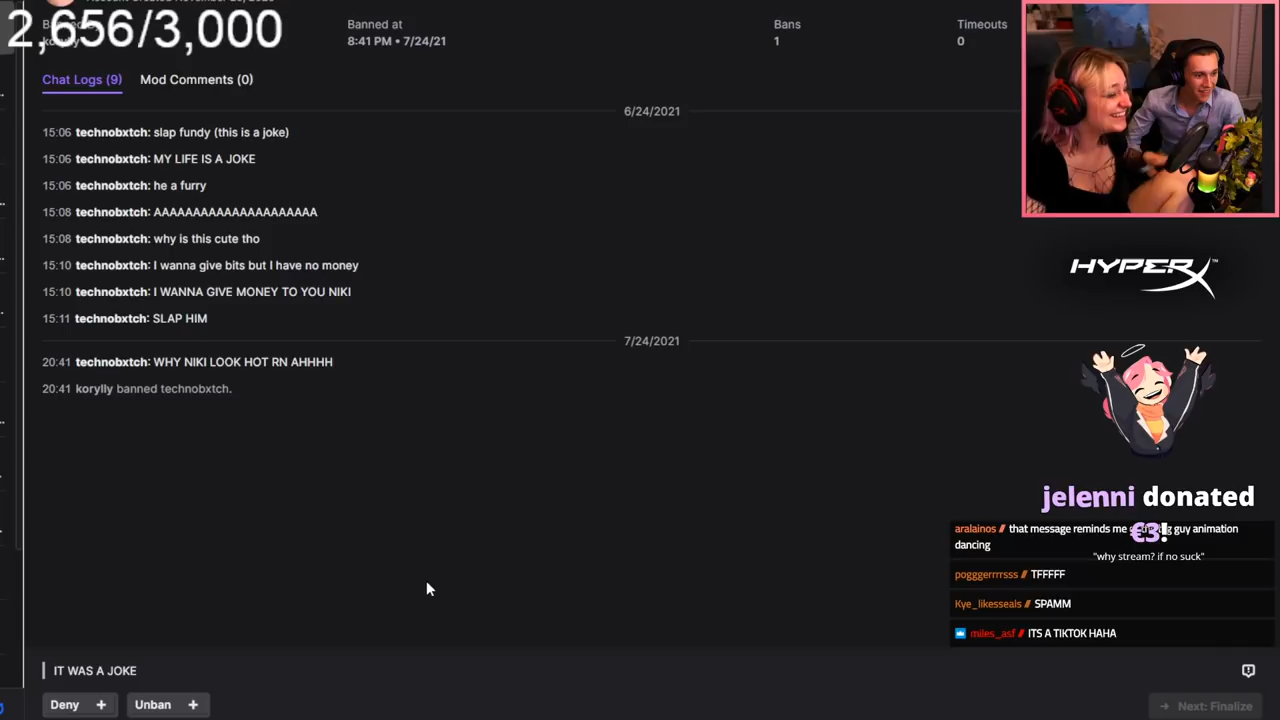 2,656/3,000
Banned at
Bans
Timeouts
8:41 PM • 7/24/21
1
0
Chat Logs (9)
Mod Comments (0)
6/24/2021
15:06 technobxtch: slap fundy (this is a joke)
15:06 technobxtch: MY LIFE IS A JOKE
15:06 technobxtch: he a furry
15:08 technobxtch: AAAAAAAAAAAAAAAAAAAAA
15:08 technobxtch: why is this cute tho
15:10 technobxtch: I wanna give bits but I have no money
15:10 technobxtch: I WANNA GIVE MONEY TO YOU NIKI
15:11 technobxtch: SLAP HIM
7/24/2021
20:41 technobxtch: WHY NIKI LOOK HOT RN AHHHH
20:41 korylly banned technobxtch.
HYPERX™
jelenni donated
€3!
"why stream? if no suck"
aralainos // that message reminds me guy animation
dancing
pogggerrrrsss // TFFFFF
Kye_likesseals // SPAMM
miles_asf // ITS A TIKTOK HAHA
IT WAS A JOKE
Deny +
Unban +
→ Next: Finalize